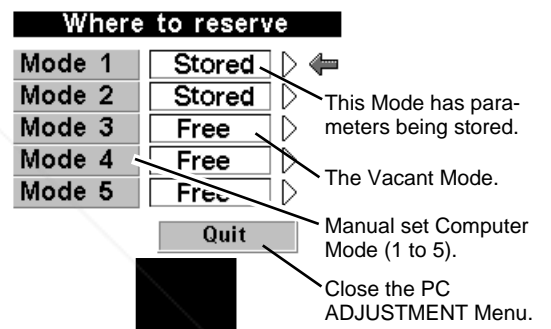 Where to reserve
Mode 1 Stored
Mode 2 Stored
Mode 3 Free
Mode 4 Free
Mode 5 Free
Quit
This Mode has para-
meters being stored.
The Vacant Mode.
Manual set Computer
Mode (1 to 5).
Close the PC
ADJUSTMENT Menu.